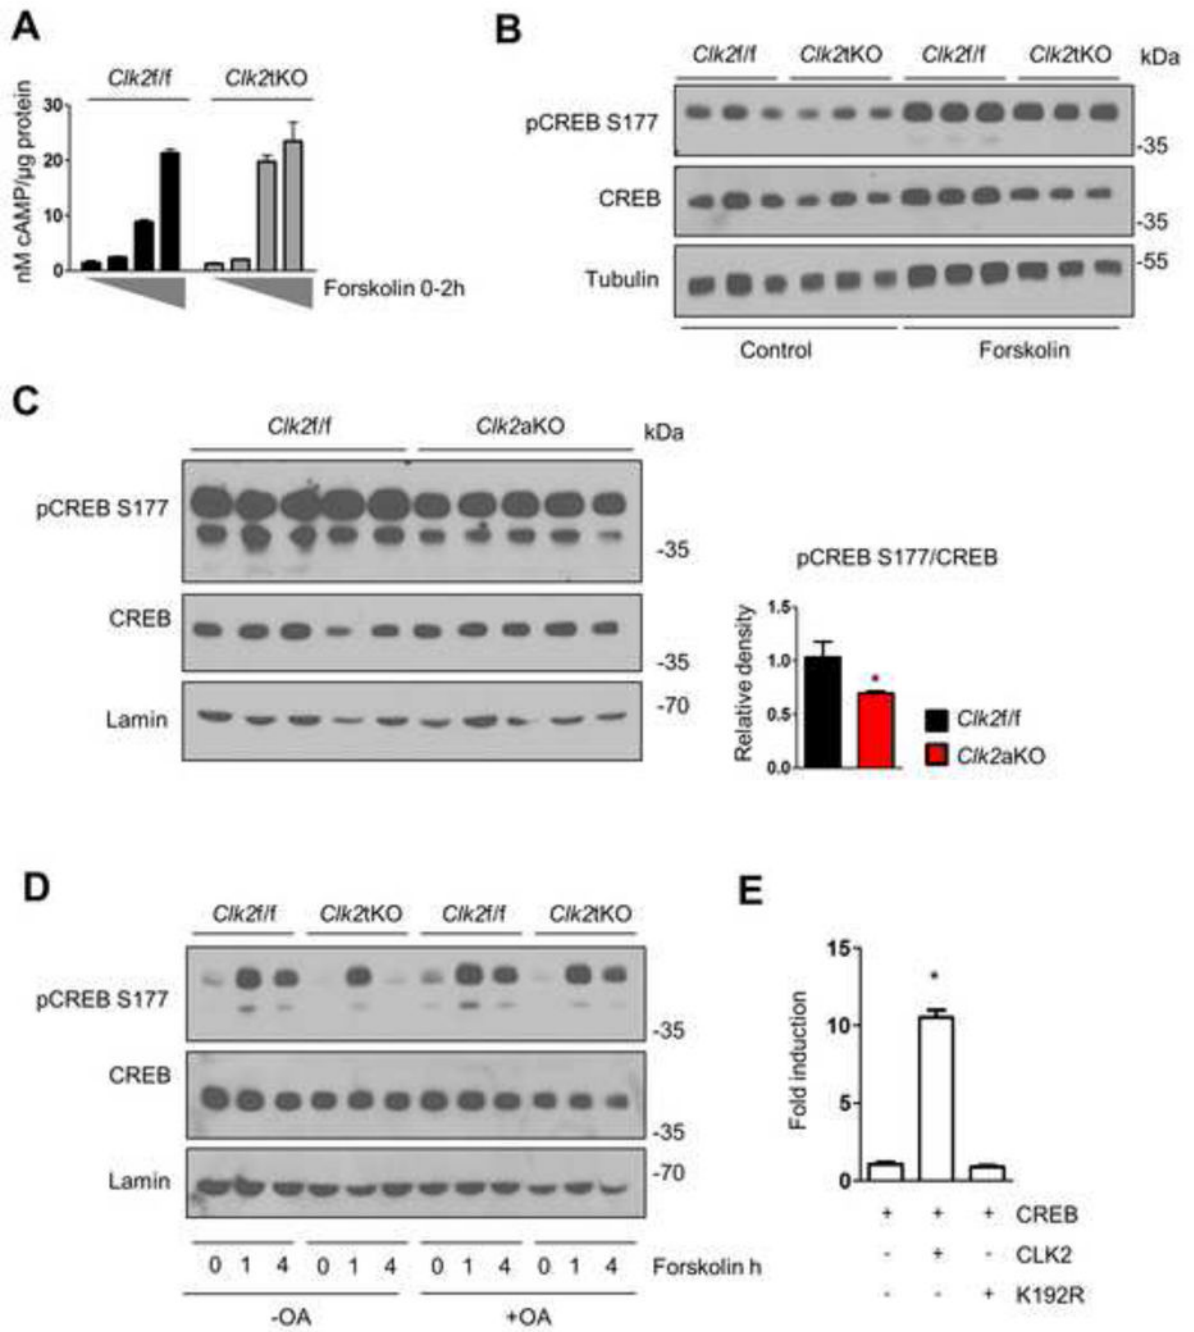 A
Clk2f/f Clk2tKO
nM cAMP/µg protein
30
20
10
0
Forskolin 0-2h
B
Clk2f/f Clk2tKO Clk2f/f Clk2tKO kDa
pCREB S177
-35
CREB
-35
-55
Tubulin
Control Forskolin
C
Clk2f/f Clk2aKO kDa
pCREB S177
-35
CREB
-35
-70
Lamin
pCREB S177/CREB
Relative density
1.5
1.0
0.5
0.0
Clk2f/f
Clk2aKO
D
Clk2f/f Clk2tKO Clk2f/f Clk2tKO
pCREB S177
-35
CREB
-35
-70
Lamin
0 1 4 0 1 4 0 1 4 0 1 4 Forskolin h
-OA +OA
E
Fold induction
15
10
5
0
*
+ + + CREB
- + - CLK2
- - + K192R